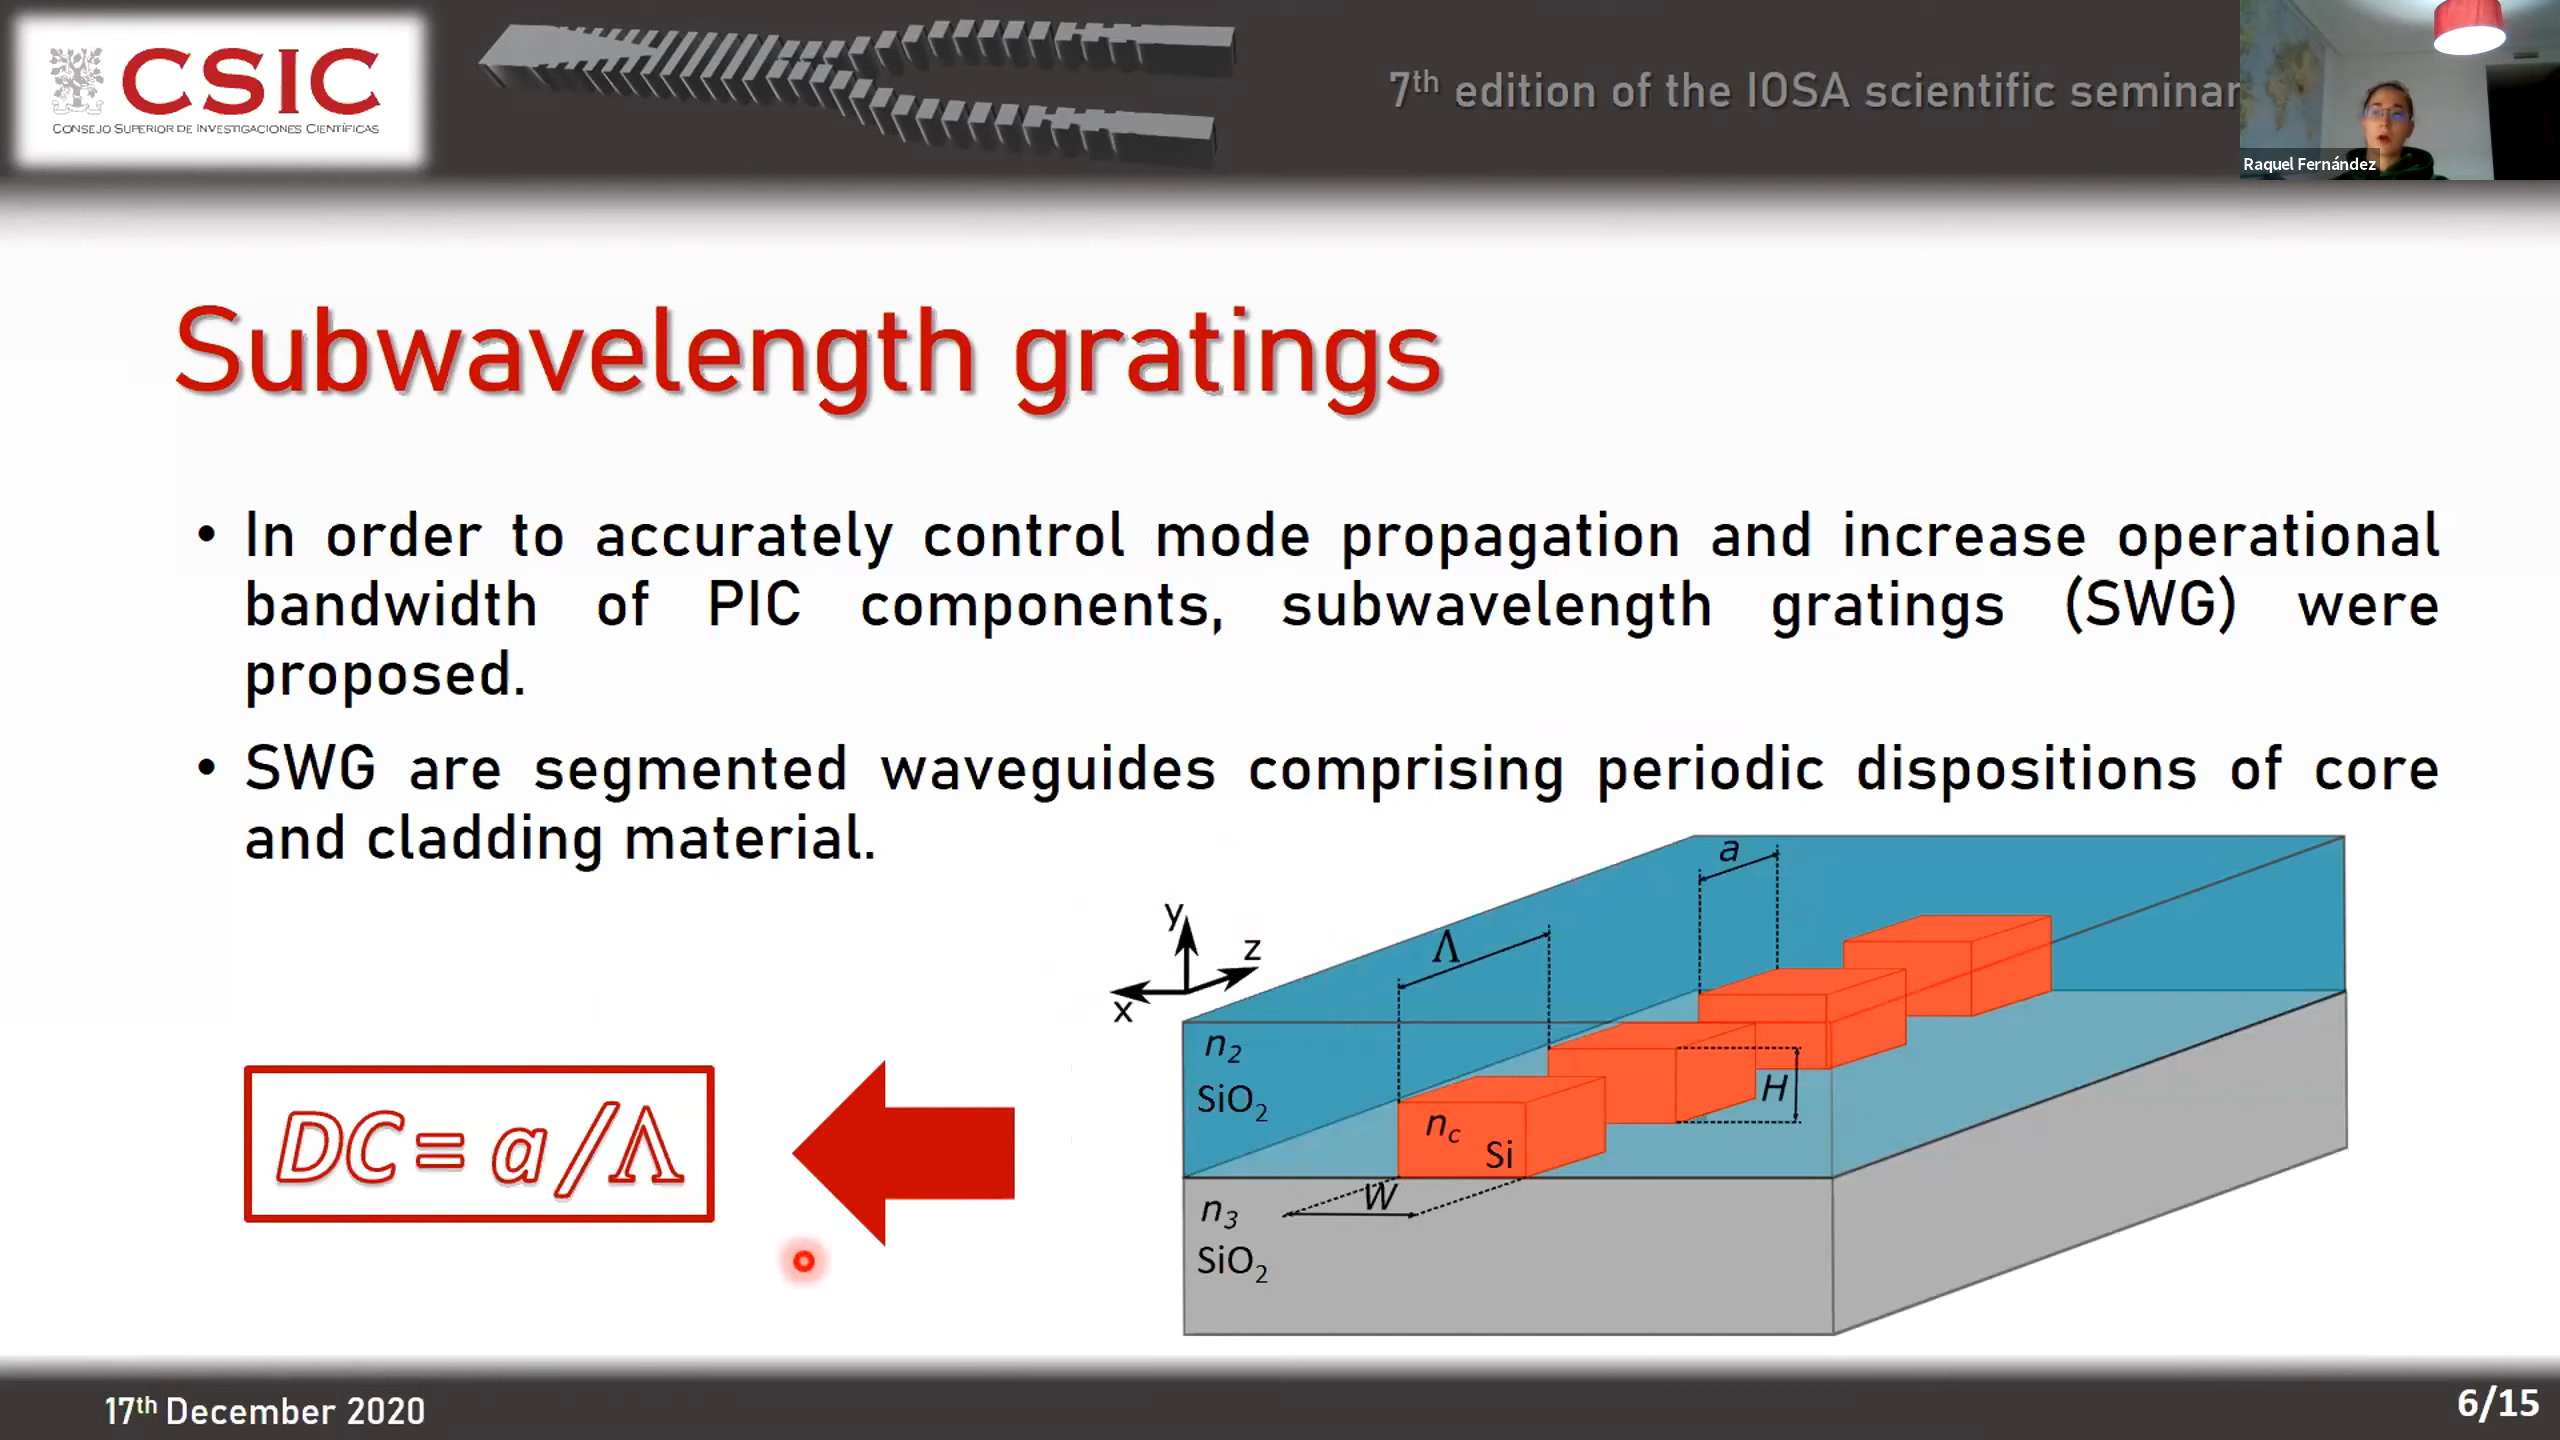 CSIC
CONSEJO SUPERIOR DE INVESTIGACIONES CIENTÍFICAS
7th edition of the IOSA scientific seminar
Raquel Fernández
Subwavelength gratings
• In order to accurately control mode propagation and increase operational
bandwidth of PIC components, subwavelength gratings (SWG) were
proposed.
• SWG are segmented waveguides comprising periodic dispositions of core
and cladding material.
a
Λ
y
z
x
n2
SiO2
H
nc
Si
W
n3
SiO2
DC = a/Λ
17th December 2020
6/15